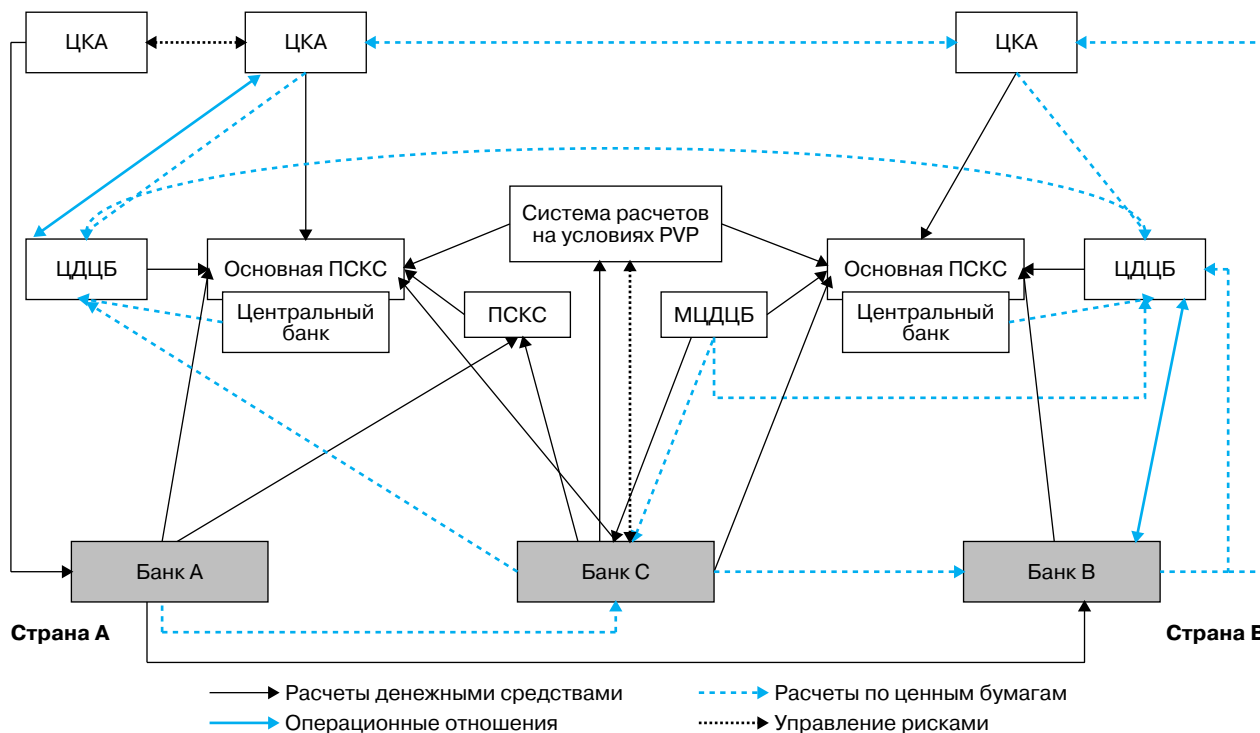 ЦКА
ЦКА
ЦКА
Система расчетов
на условиях PVP
ЦДЦБ
Основная ПСКС
Основная ПСКС
ЦДЦБ
Центральный
банк
ПСКС
МЦДЦБ
Центральный
банк
Банк A
Банк C
Банк B
Страна A
Страна B
Расчеты денежными средствами
Расчеты по ценным бумагам
Операционные отношения
Управление рисками